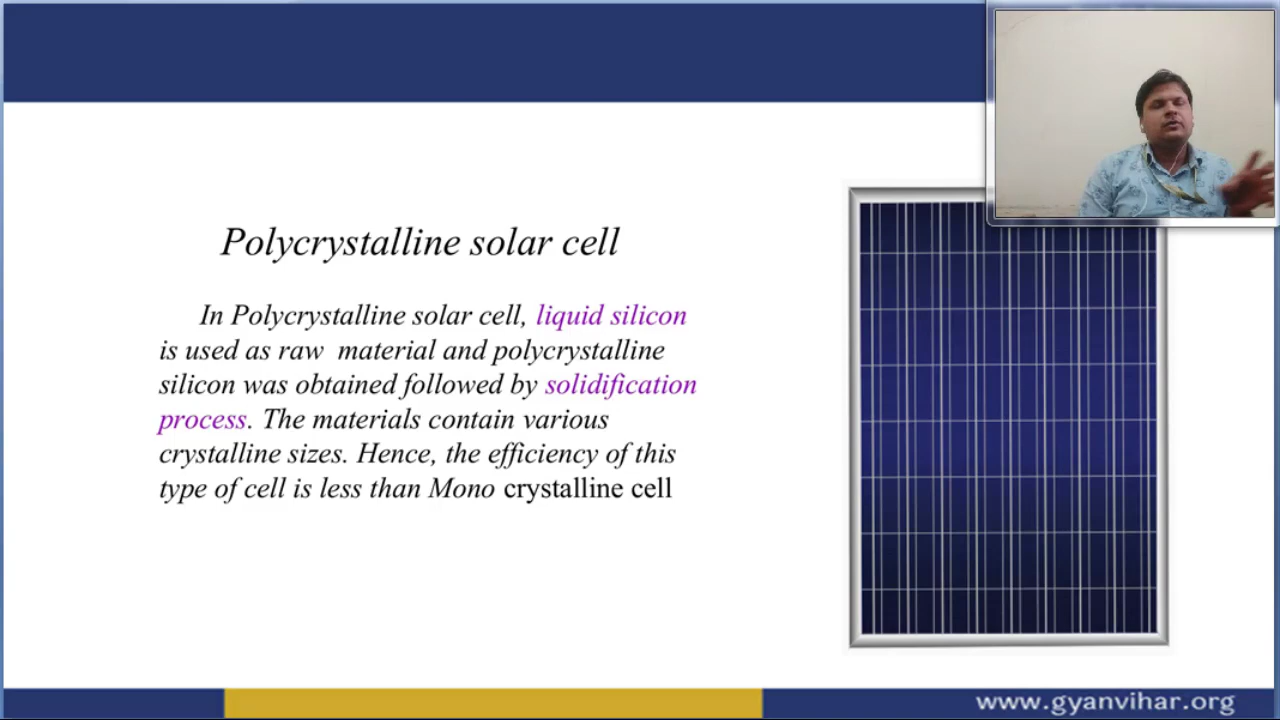 Polycrystalline solar cell
In Polycrystalline solar cell, liquid silicon
is used as raw  material and polycrystalline
silicon was obtained followed by solidification
process. The materials contain various
crystalline sizes. Hence, the efficiency of this
type of cell is less than Mono crystalline cell
www.gyanvihar.org